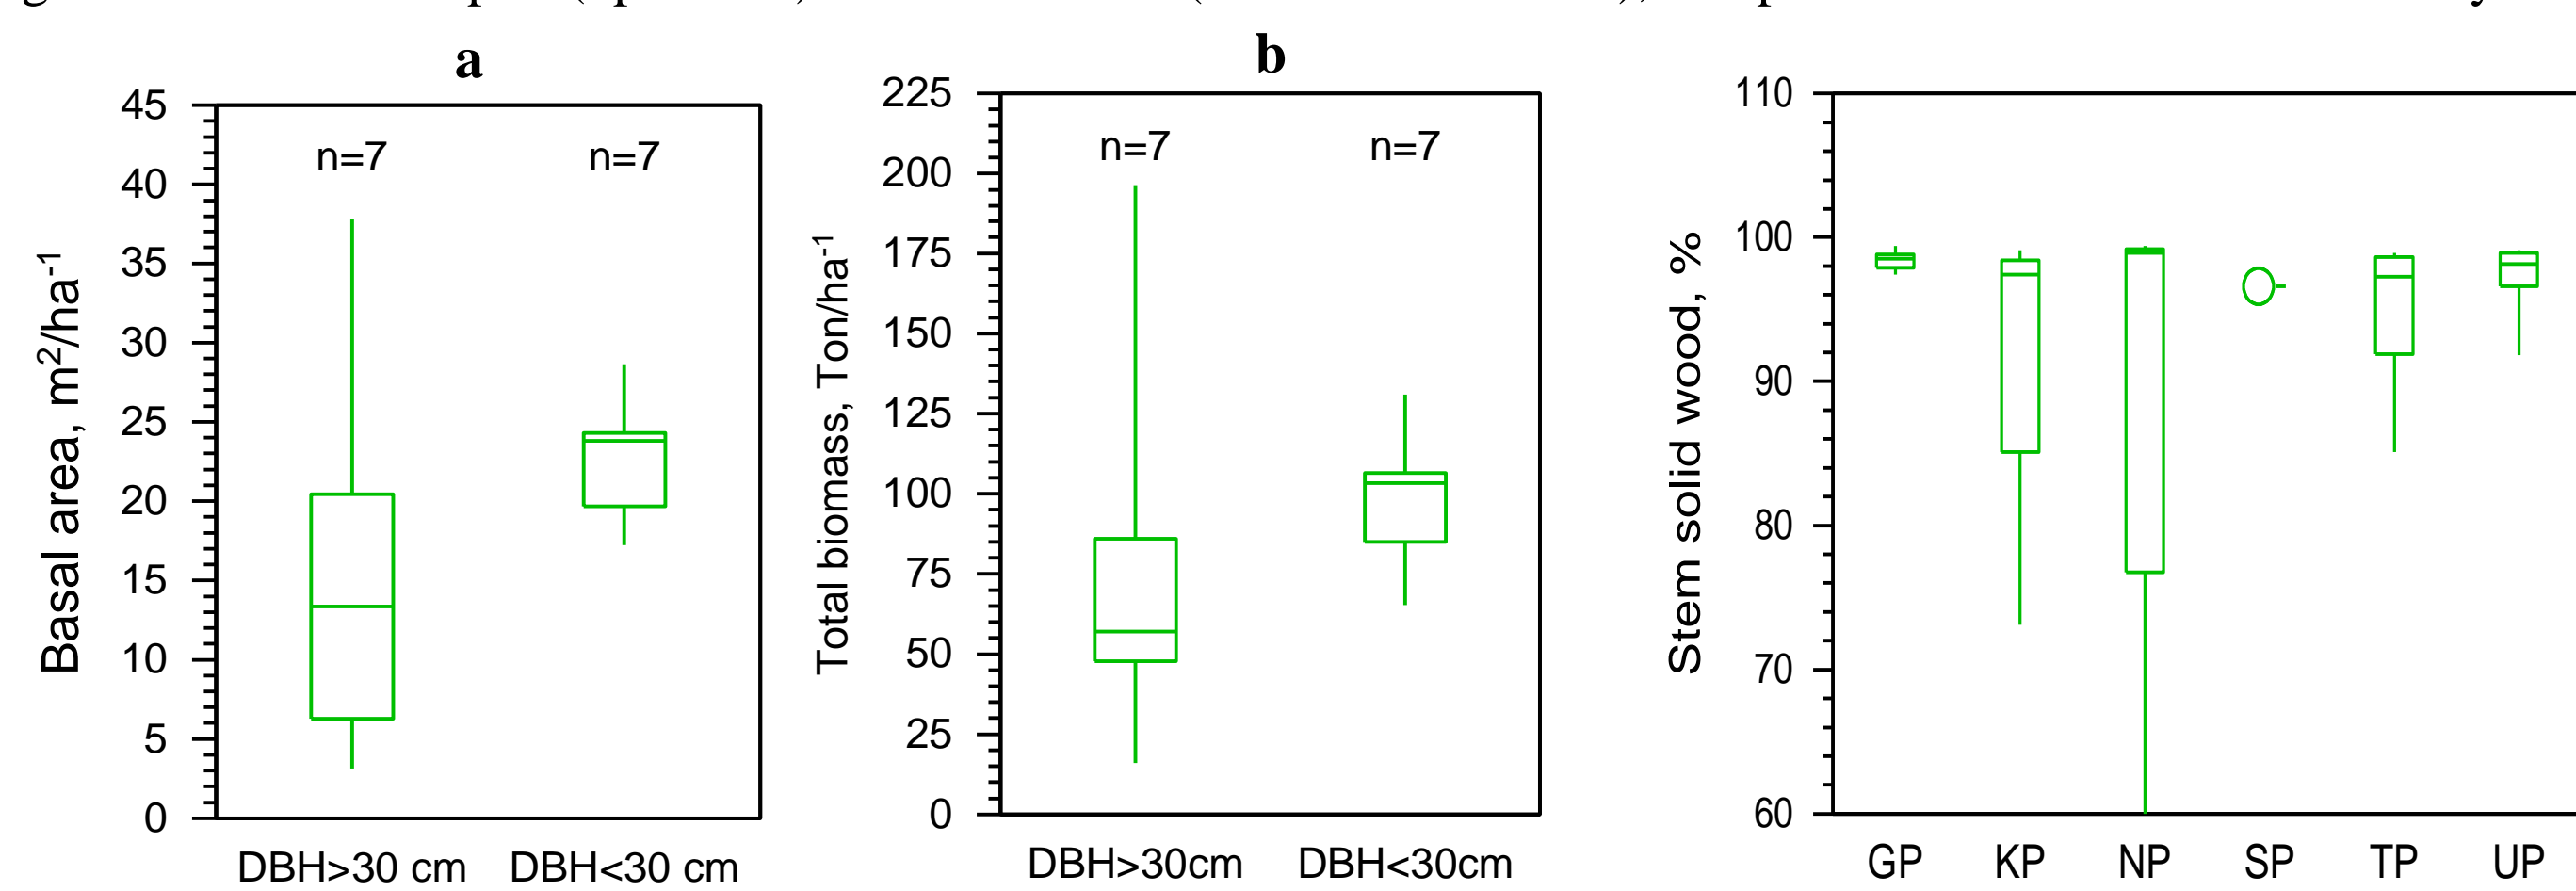 a
b
45
40
35
30
25
20
15
10
5
0
Basal area, m²/ha⁻¹
n=7
n=7
DBH>30 cm
DBH<30 cm
225
200
175
150
125
100
75
50
25
0
Total biomass, Ton/ha⁻¹
n=7
n=7
DBH>30cm
DBH<30cm
110
100
90
80
70
60
Stem solid wood, %
GP
KP
NP
SP
TP
UP